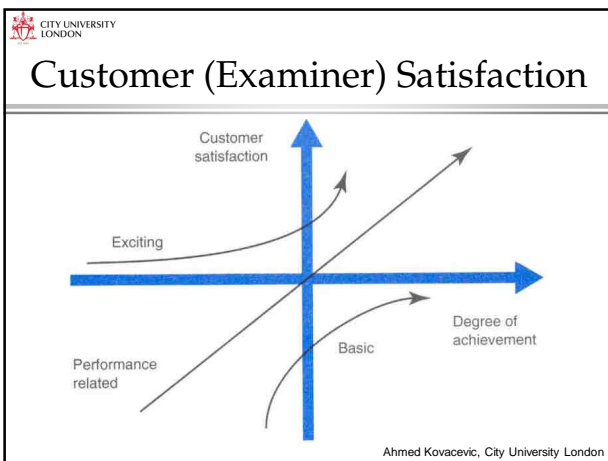 CITY UNIVERSITY
LONDON
Customer (Examiner) Satisfaction
Customer
satisfaction
Exciting
Degree of
achievement
Basic
Performance
related
Ahmed Kovacevic, City University London